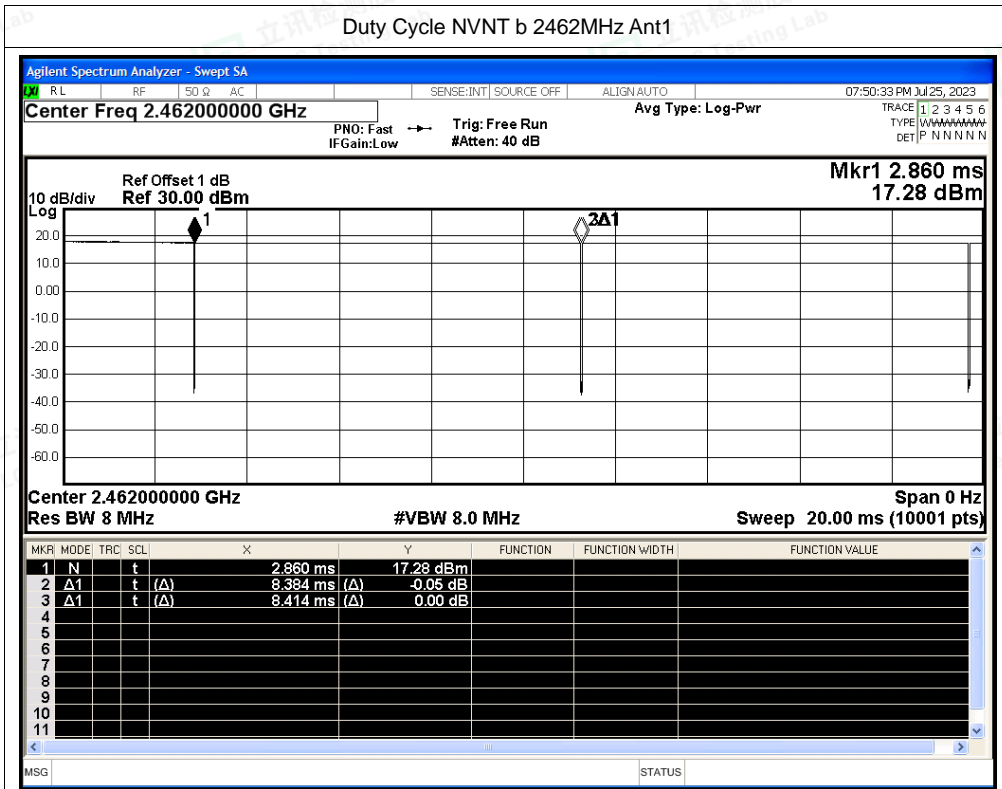 Duty Cycle NVNT b 2462MHz Ant1
Agilent Spectrum Analyzer - Swept SA
LXI RL RF 50 Ω AC SENSE:INT SOURCE OFF ALIGN AUTO 07:50:33 PM Jul 25, 2023
Center Freq 2.462000000 GHz Avg Type: Log-Pwr TRACE 1 2 3 4 5 6
PNO: Fast Trig: Free Run TYPE WWWWWW
IFGain:Low #Atten: 40 dB DET P N N N N N
Mkr1 2.860 ms
Ref Offset 1 dB
10 dB/div Ref 30.00 dBm 17.28 dBm
Log
1
3Δ1
20.0
10.0
0.00
-10.0
-20.0
-30.0
-40.0
-50.0
-60.0
Center 2.462000000 GHz Span 0 Hz
Res BW 8 MHz #VBW 8.0 MHz Sweep 20.00 ms (10001 pts)
MKR MODE TRC SCL X Y FUNCTION FUNCTION WIDTH FUNCTION VALUE
1 N t 2.860 ms 17.28 dBm
2 Δ1 t (Δ) 8.384 ms (Δ) -0.05 dB
3 Δ1 t (Δ) 8.414 ms (Δ) 0.00 dB
4
5
6
7
8
9
10
11
MSG STATUS